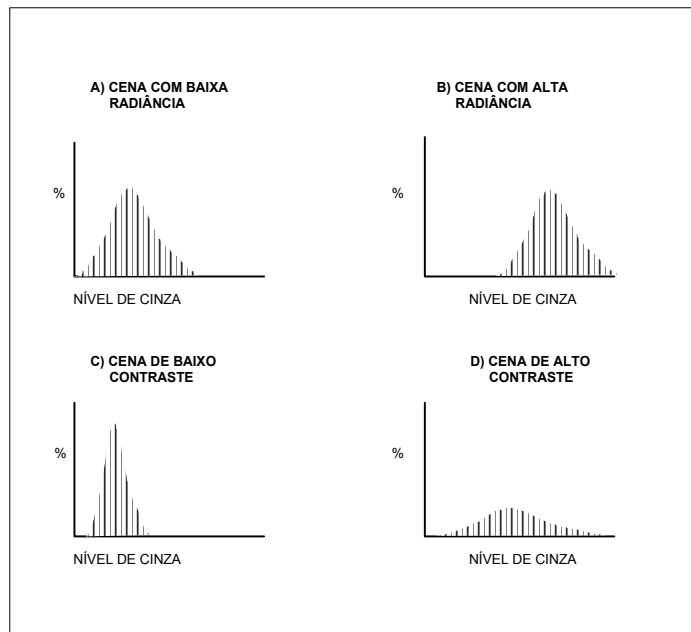 A) CENA COM BAIXA
RADIÂNCIA
%
NÍVEL DE CINZA
B) CENA COM ALTA
RADIÂNCIA
%
NÍVEL DE CINZA
C) CENA DE BAIXO
CONTRASTE
%
NÍVEL DE CINZA
D) CENA DE ALTO
CONTRASTE
%
NÍVEL DE CINZA